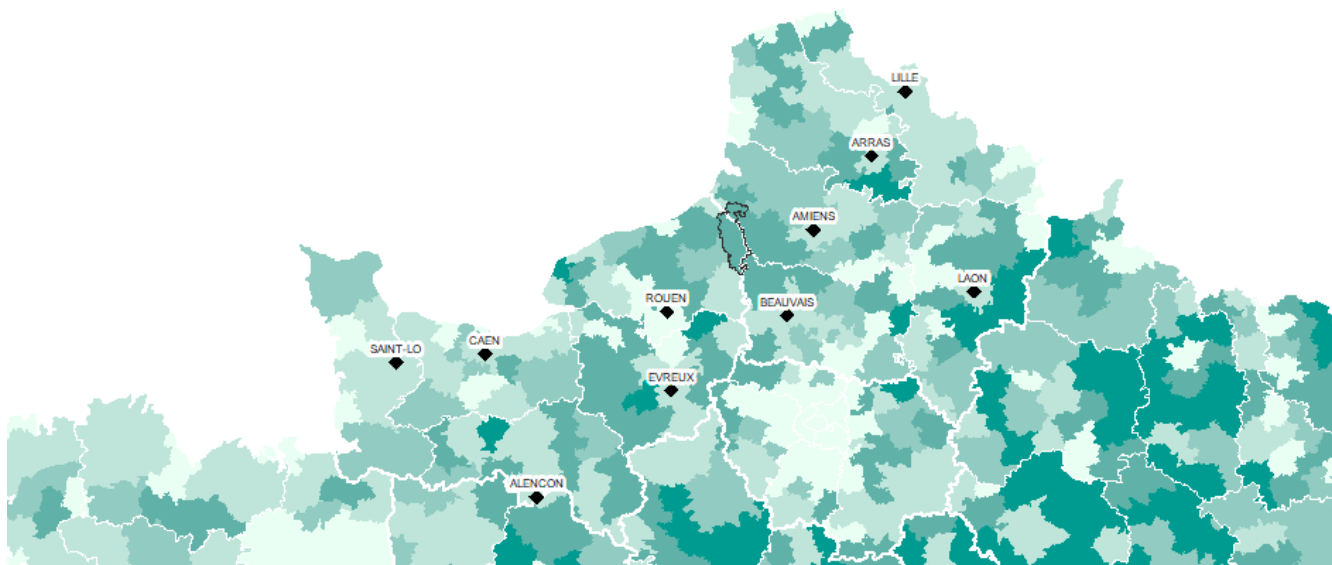 LILLE
ARRAS
AMIENS
LAON
ROUEN
BEAUVAIS
SAINT-LO
CAEN
EVREUX
ALENCON